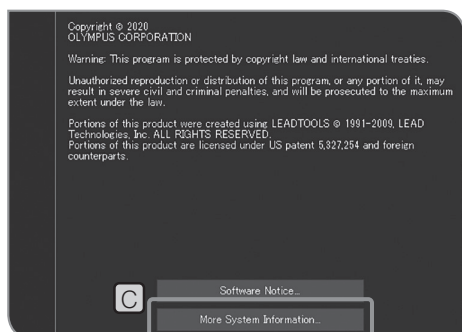 Copyright © 2020
OLYMPUS CORPORATION
Warning: This program is protected by copyright law and international treaties.
Unauthorized reproduction or distribution of this program, or any portion of it, may
result in severe civil and criminal penalties, and will be prosecuted to the maximum
extent under the law.
Portions of this product were created using LEADTOOLS © 1991-2009, LEAD
Technologies, Inc. ALL RIGHTS RESERVED.
Portions of this product are licensed under US patent 5,327,254 and foreign
counterparts.
Software Notice...
C
More System Information...